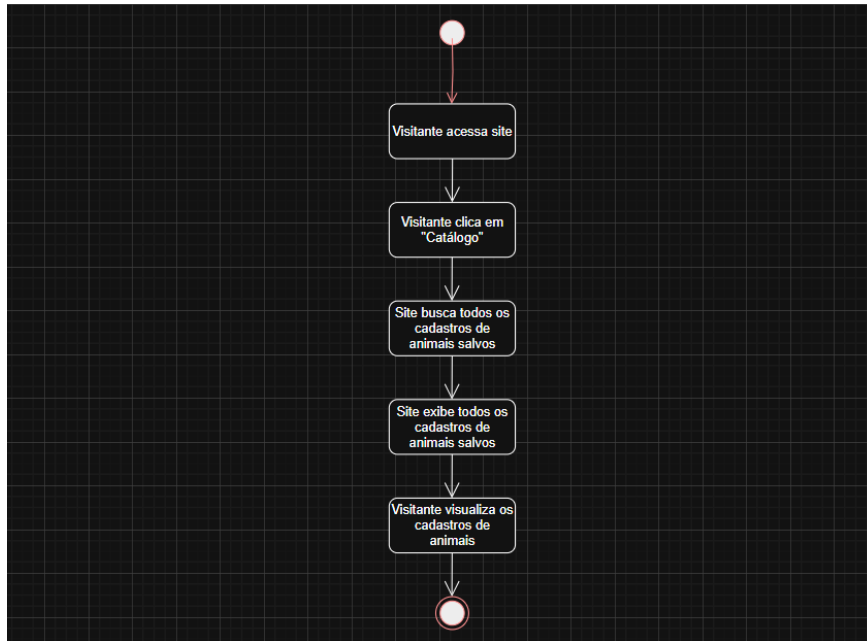 Visitante acessa site
Visitante clica em
"Catálogo"
Site busca todos os
cadastros de
animais salvos
Site exibe todos os
cadastros de
animais salvos
Visitante visualiza os
cadastros de
animais